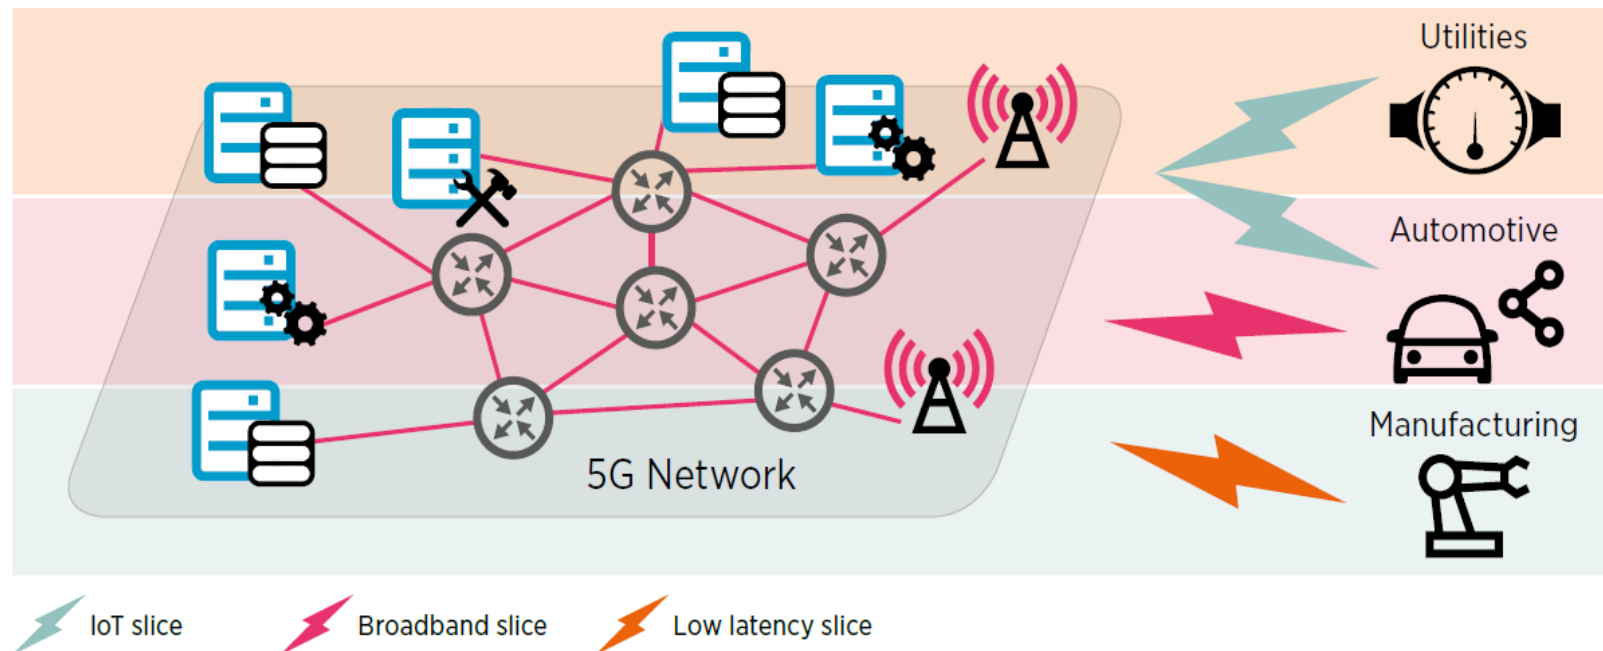 Utilities
Automotive
Manufacturing
5G Network
IoT slice
Broadband slice
Low latency slice